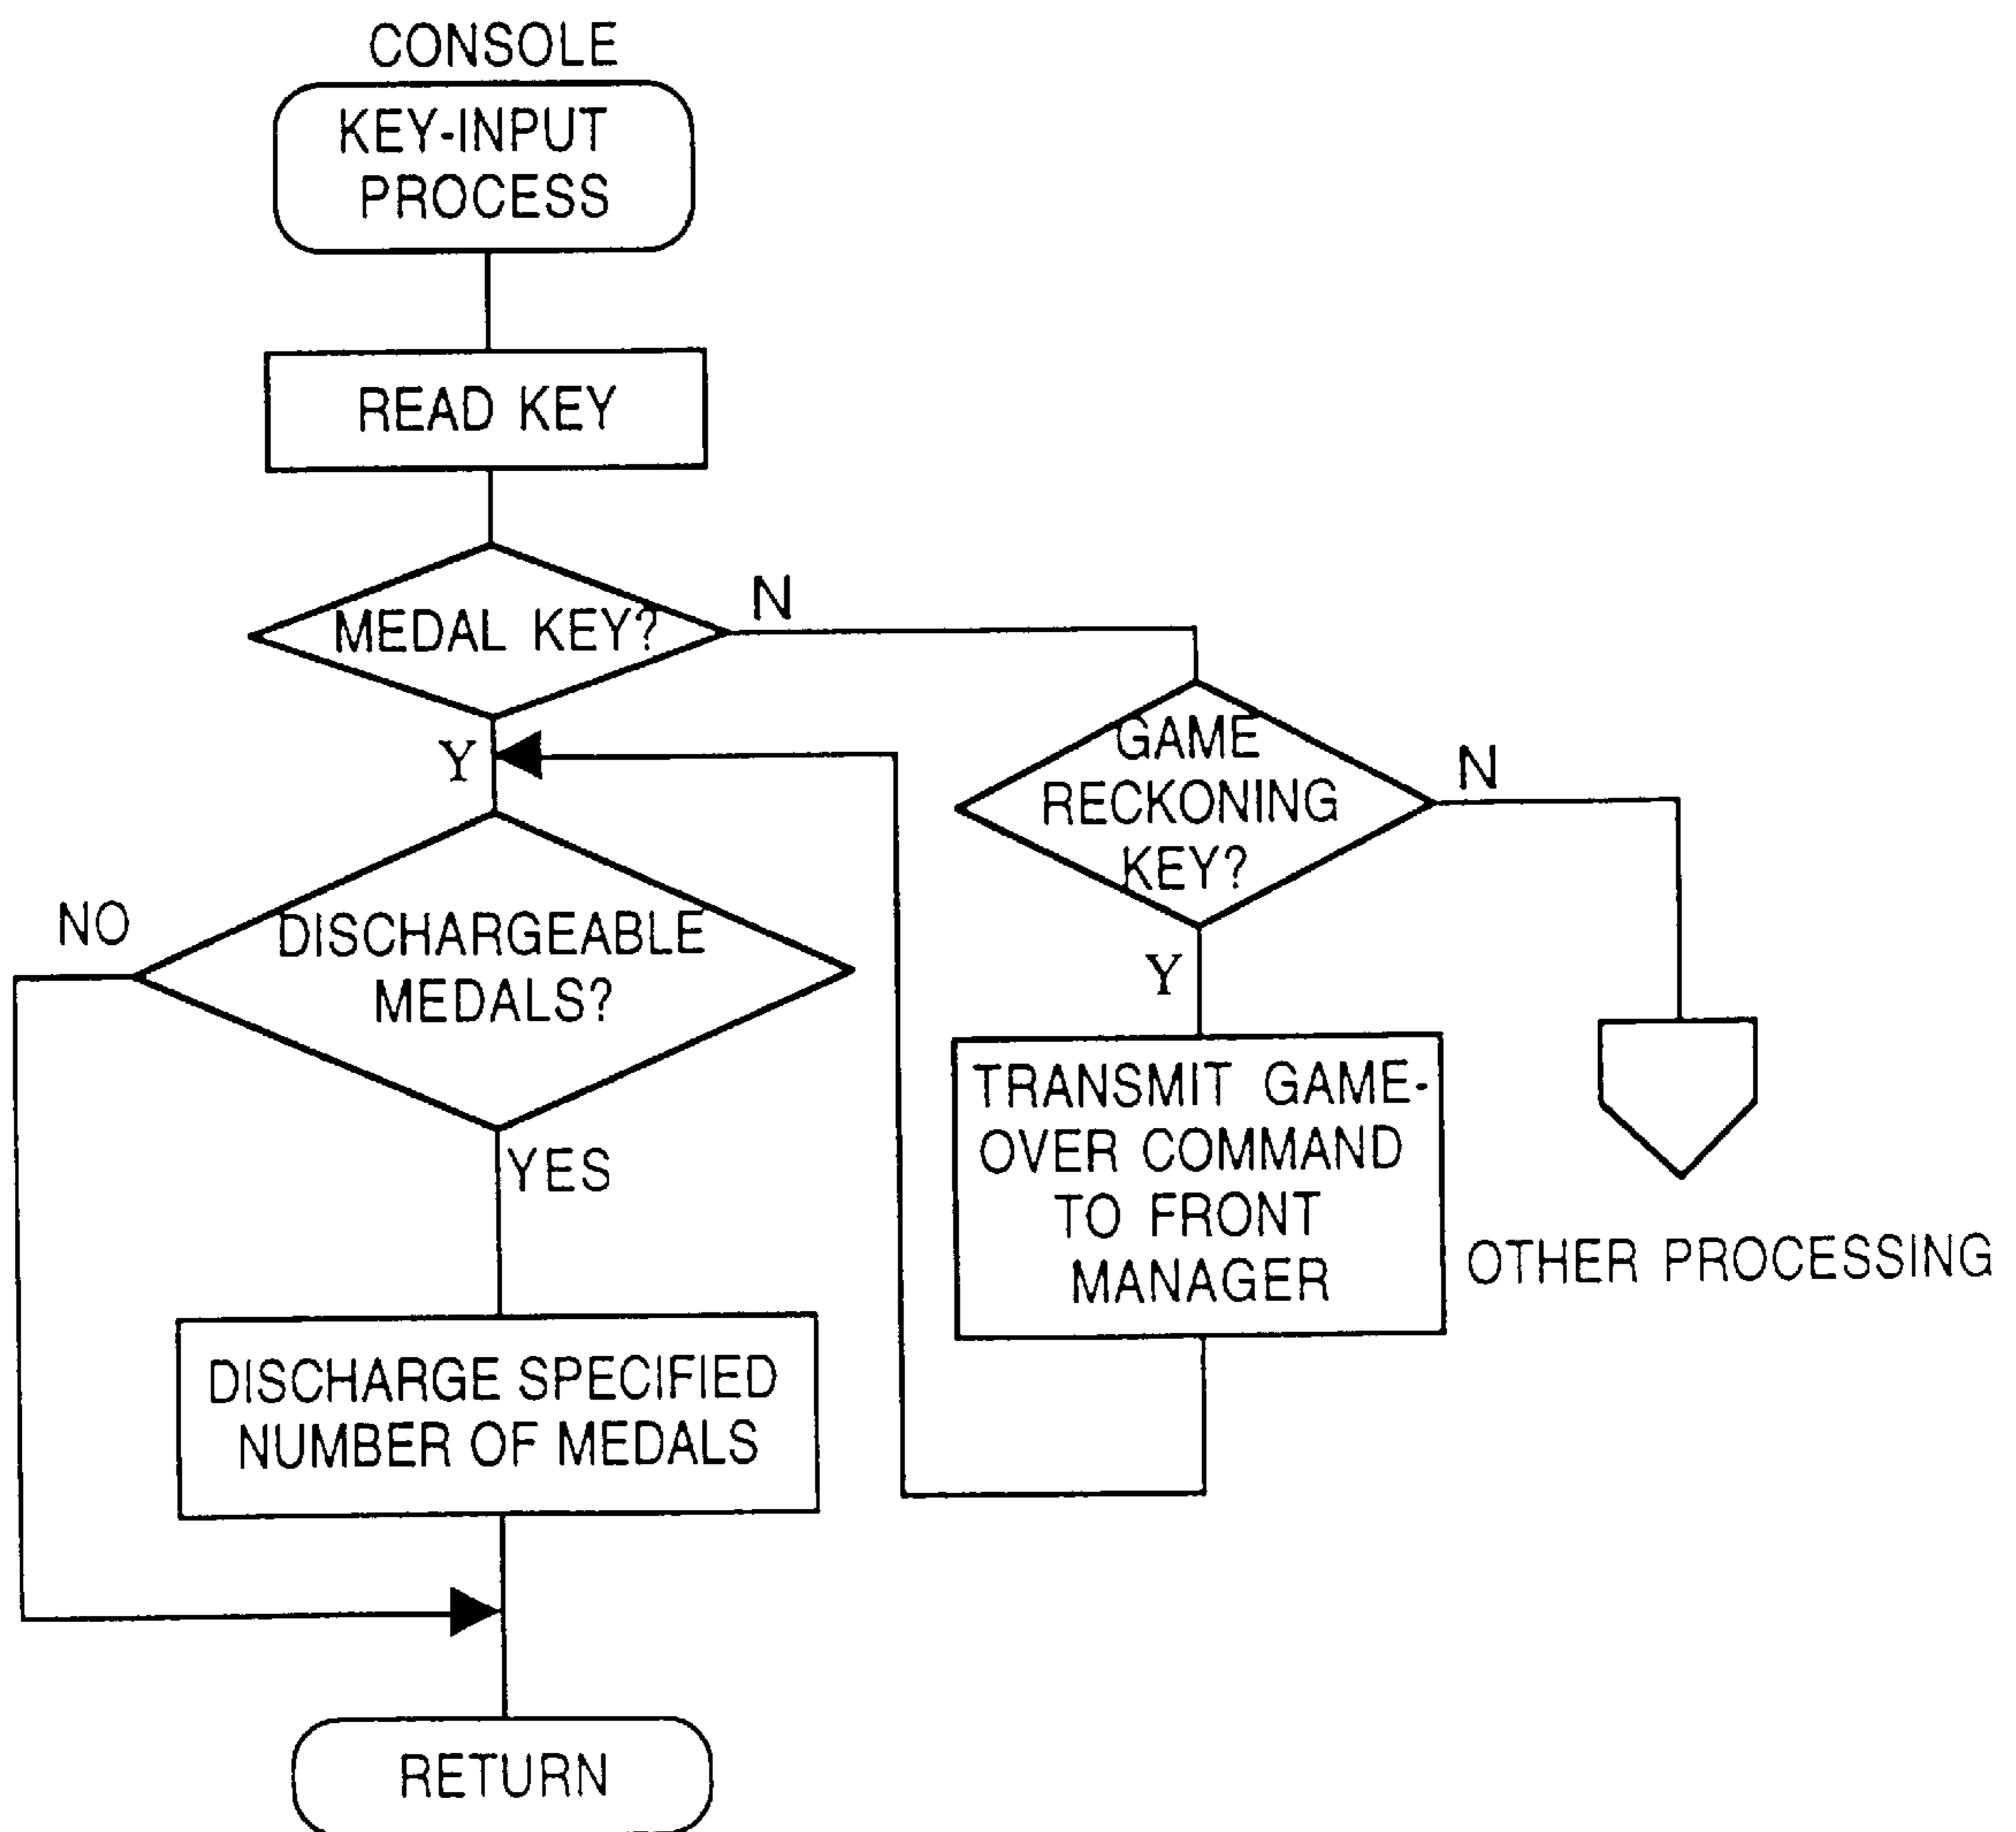 CONSOLE
KEY-INPUT
PROCESS
READ KEY
MEDAL KEY?
N
Y
GAME
RECKONING
KEY?
N
Y
DISCHARGEABLE
MEDALS?
NO
YES
TRANSMIT GAME-
OVER COMMAND
TO FRONT
MANAGER
OTHER PROCESSING
DISCHARGE SPECIFIED
NUMBER OF MEDALS
RETURN